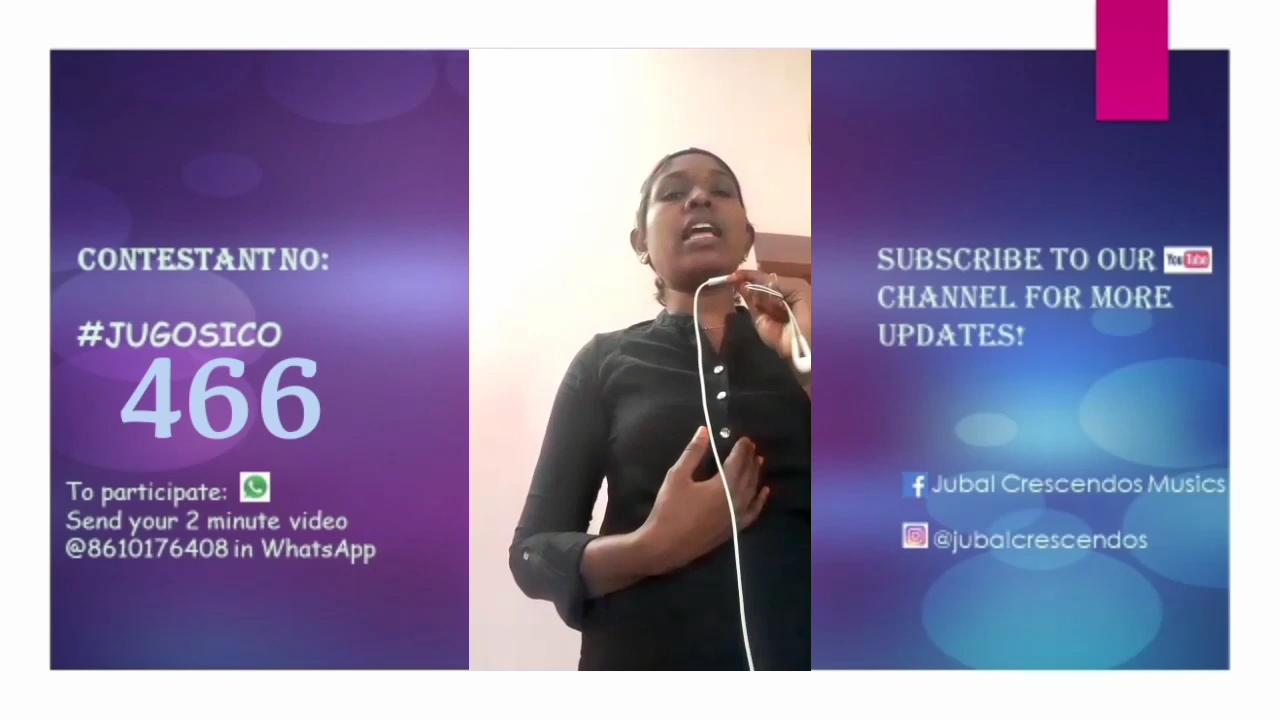 CONTESTANT NO:
#JUGOSICO
466
To participate:
Send your 2 minute video
@8610176408 in WhatsApp
SUBSCRIBE TO OUR YouTube
CHANNEL FOR MORE
UPDATES!
Jubal Crescendos Musics
@jubalcrescendos